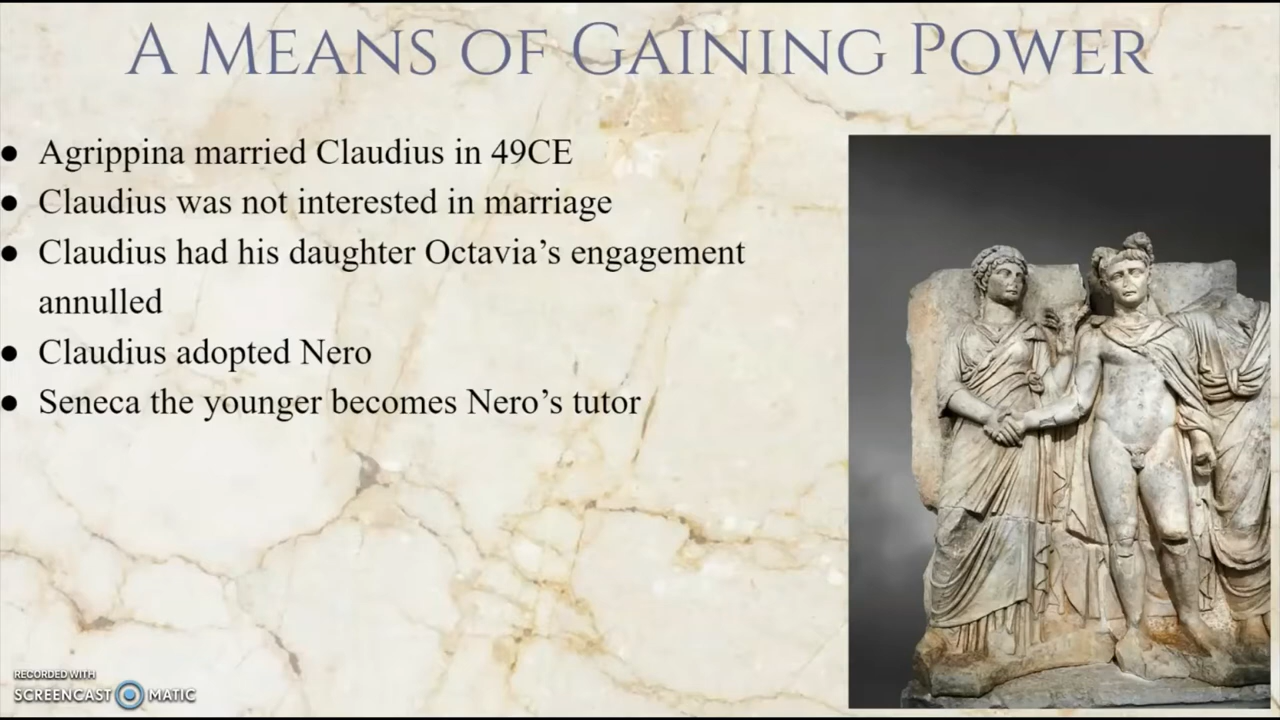 A MEANS OF GAINING POWER
● Agrippina married Claudius in 49CE
● Claudius was not interested in marriage
● Claudius had his daughter Octavia’s engagement
annulled
● Claudius adopted Nero
● Seneca the younger becomes Nero’s tutor
RECORDED WITH
SCREENCAST MATIC